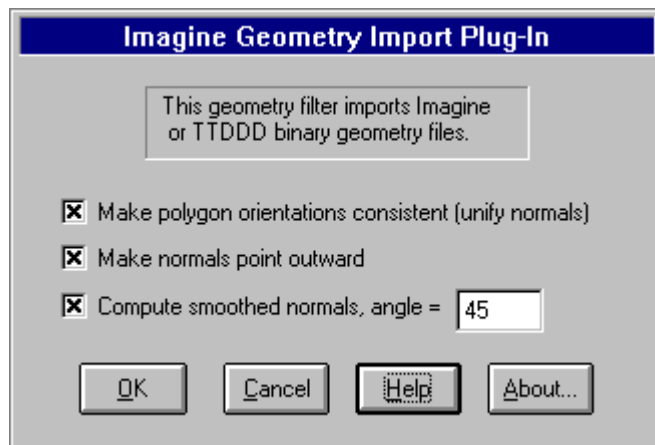 Imagine Geometry Import Plug-In
This geometry filter imports Imagine
or TTDDD binary geometry files.
Make polygon orientations consistent (unify normals)
Make normals point outward
Compute smoothed normals, angle = 45
OK Cancel Help About...